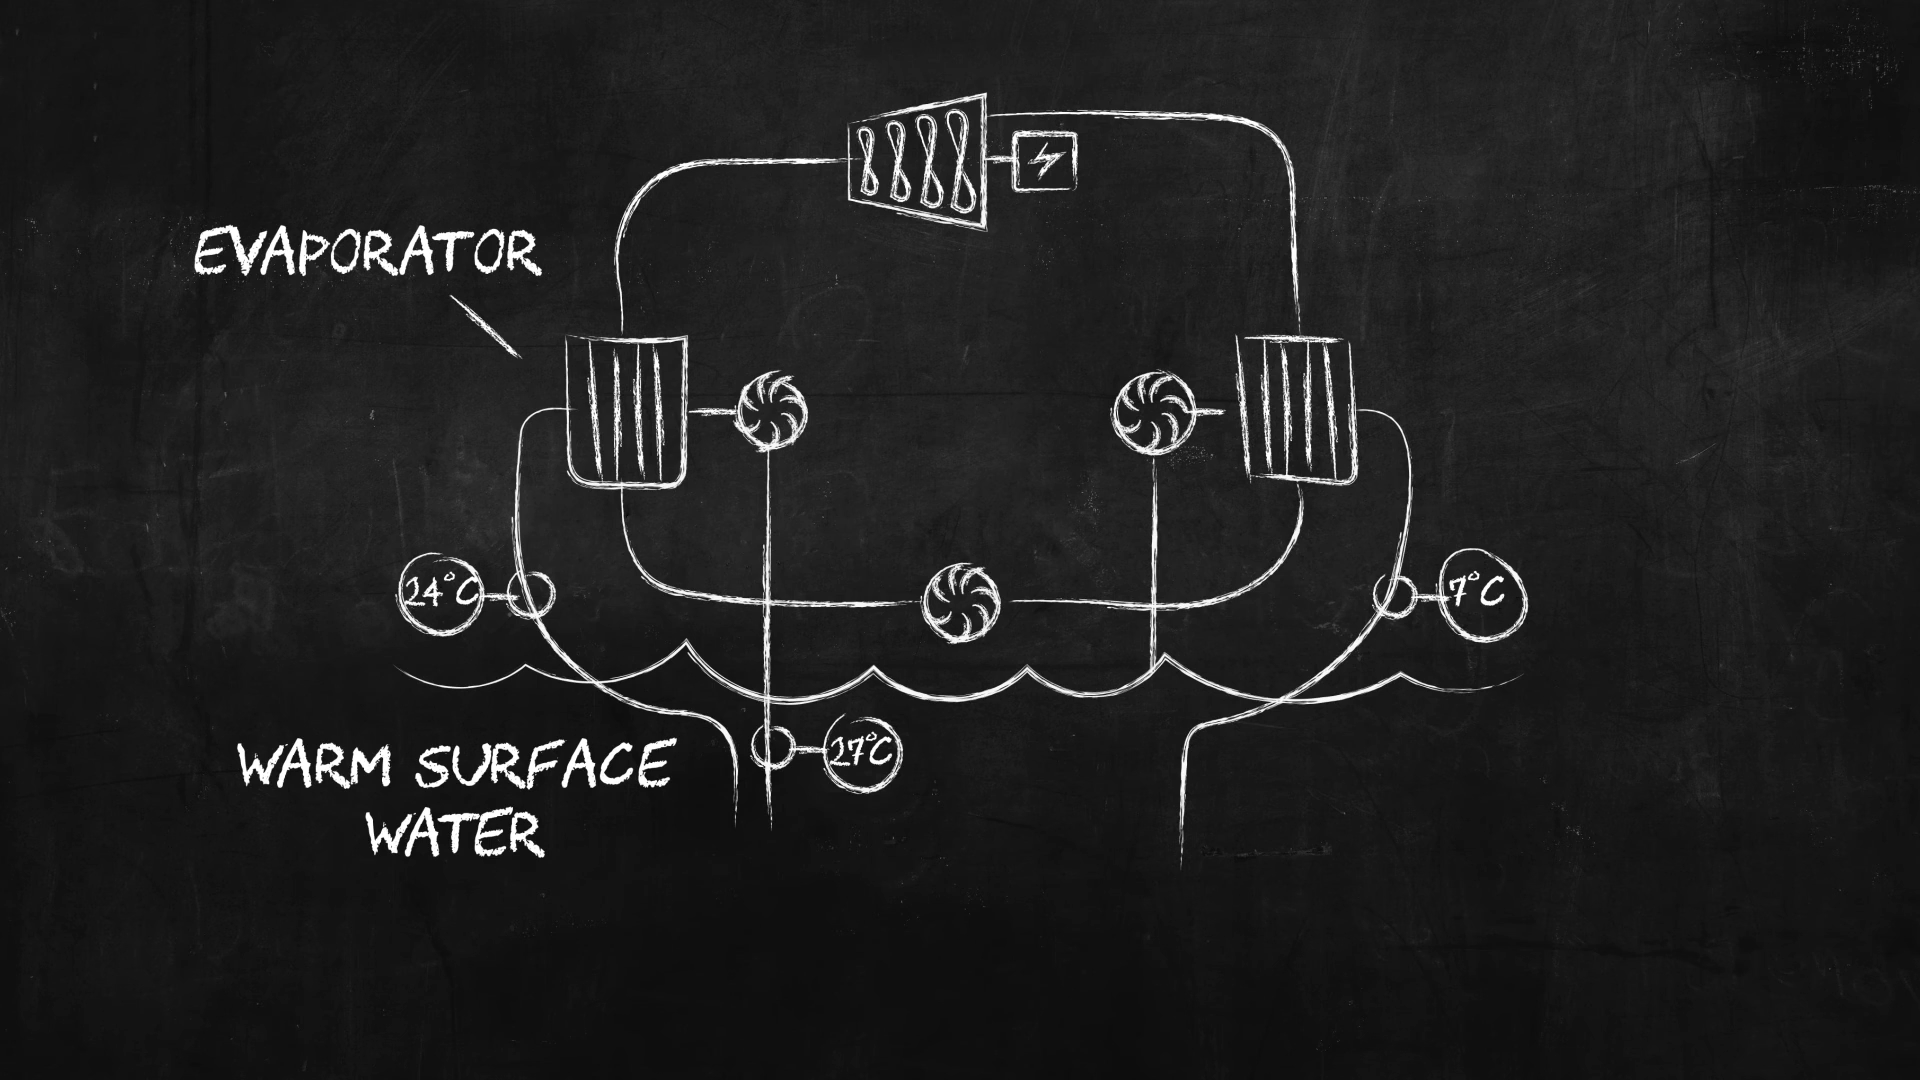 EVAPORATOR
24°C
7°C
27°C
WARM SURFACE
WATER